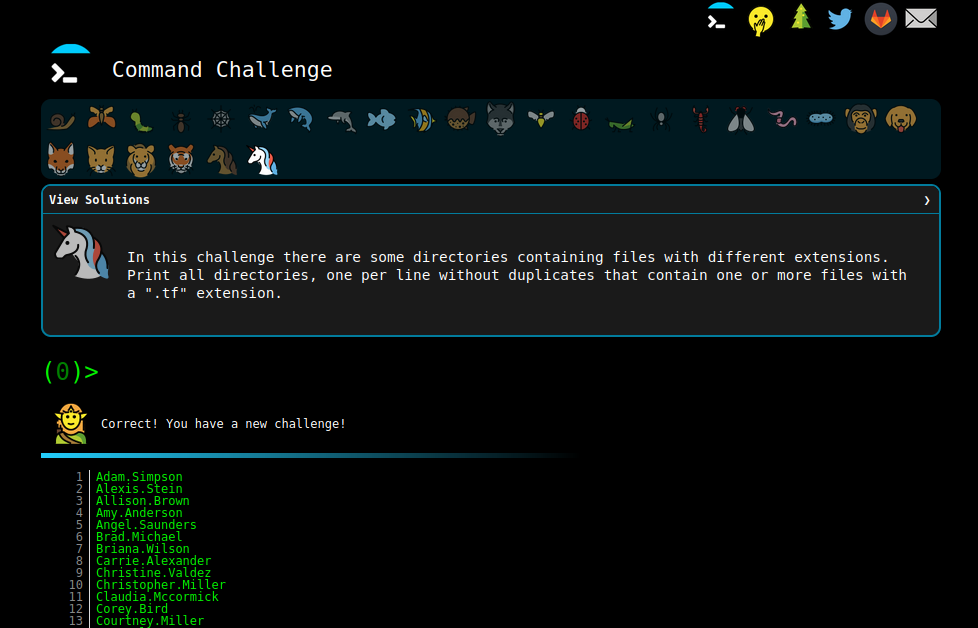 Command Challenge
View Solutions ❯
In this challenge there are some directories containing files with different extensions.
Print all directories, one per line without duplicates that contain one or more files with
a ".tf" extension.
(0)>
Correct! You have a new challenge!
1 Adam.Simpson
2 Alexis.Stein
3 Allison.Brown
4 Amy.Anderson
5 Angel.Saunders
6 Brad.Michael
7 Briana.Wilson
8 Carrie.Alexander
9 Christine.Valdez
10 Christopher.Miller
11 Claudia.Mccormick
12 Corey.Bird
13 Courtney.Miller